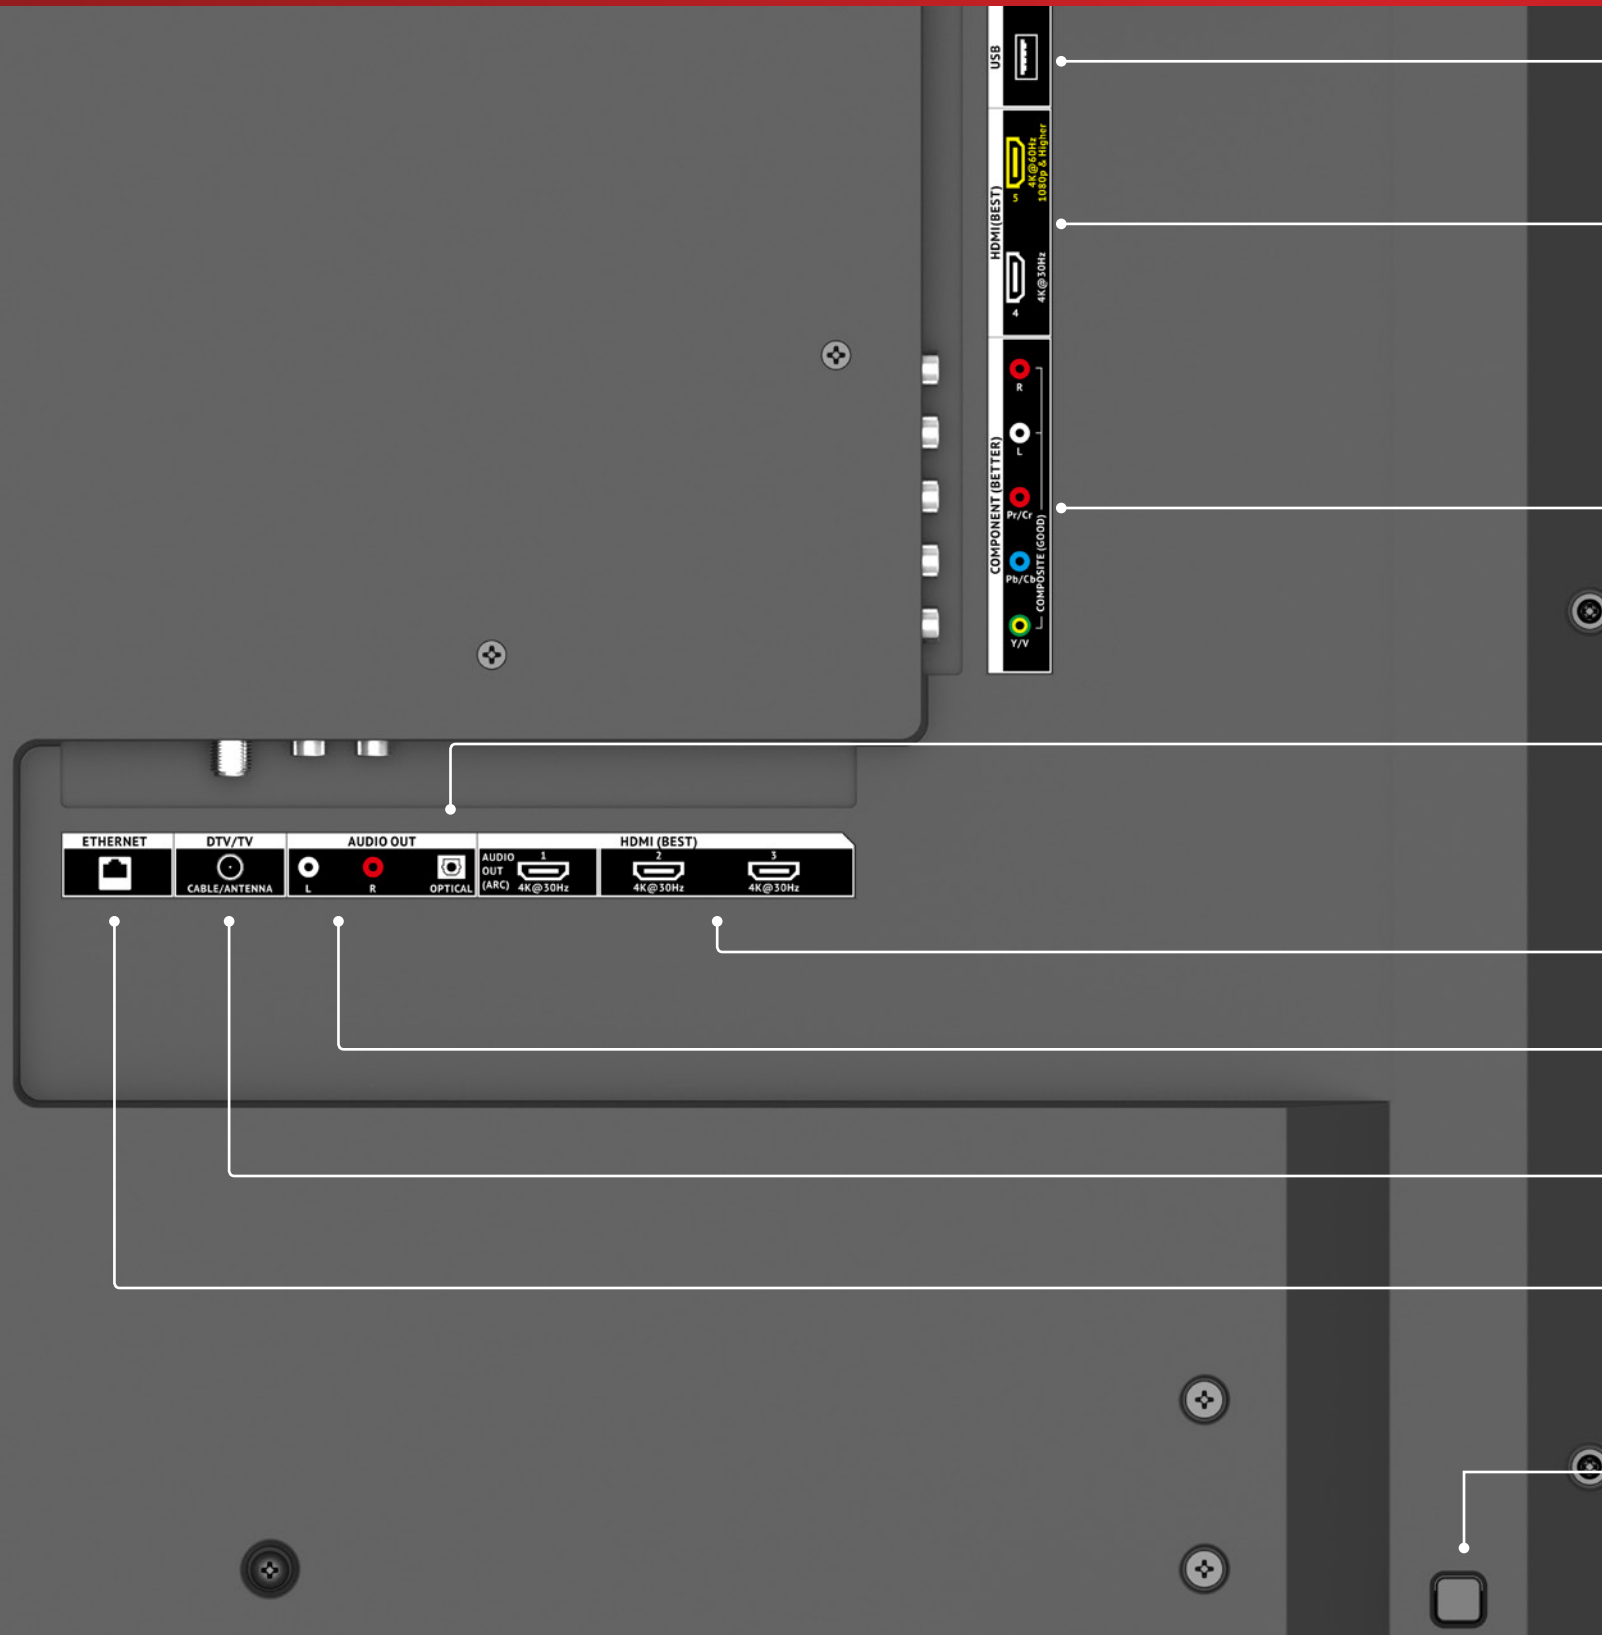 USB
HDMI(BEST)
5
4K@60Hz
1080p & Higher
4
4K@30Hz
COMPONENT (BETTER)
R
L
Pr/Cr
Pb/Cb
Y/V
COMPOSITE (GOOD)
ETHERNET
DTV/TV
CABLE/ANTENNA
AUDIO OUT
L
R
OPTICAL
HDMI (BEST)
AUDIO
OUT
(ARC)
1
4K@30Hz
2
4K@30Hz
3
4K@30Hz